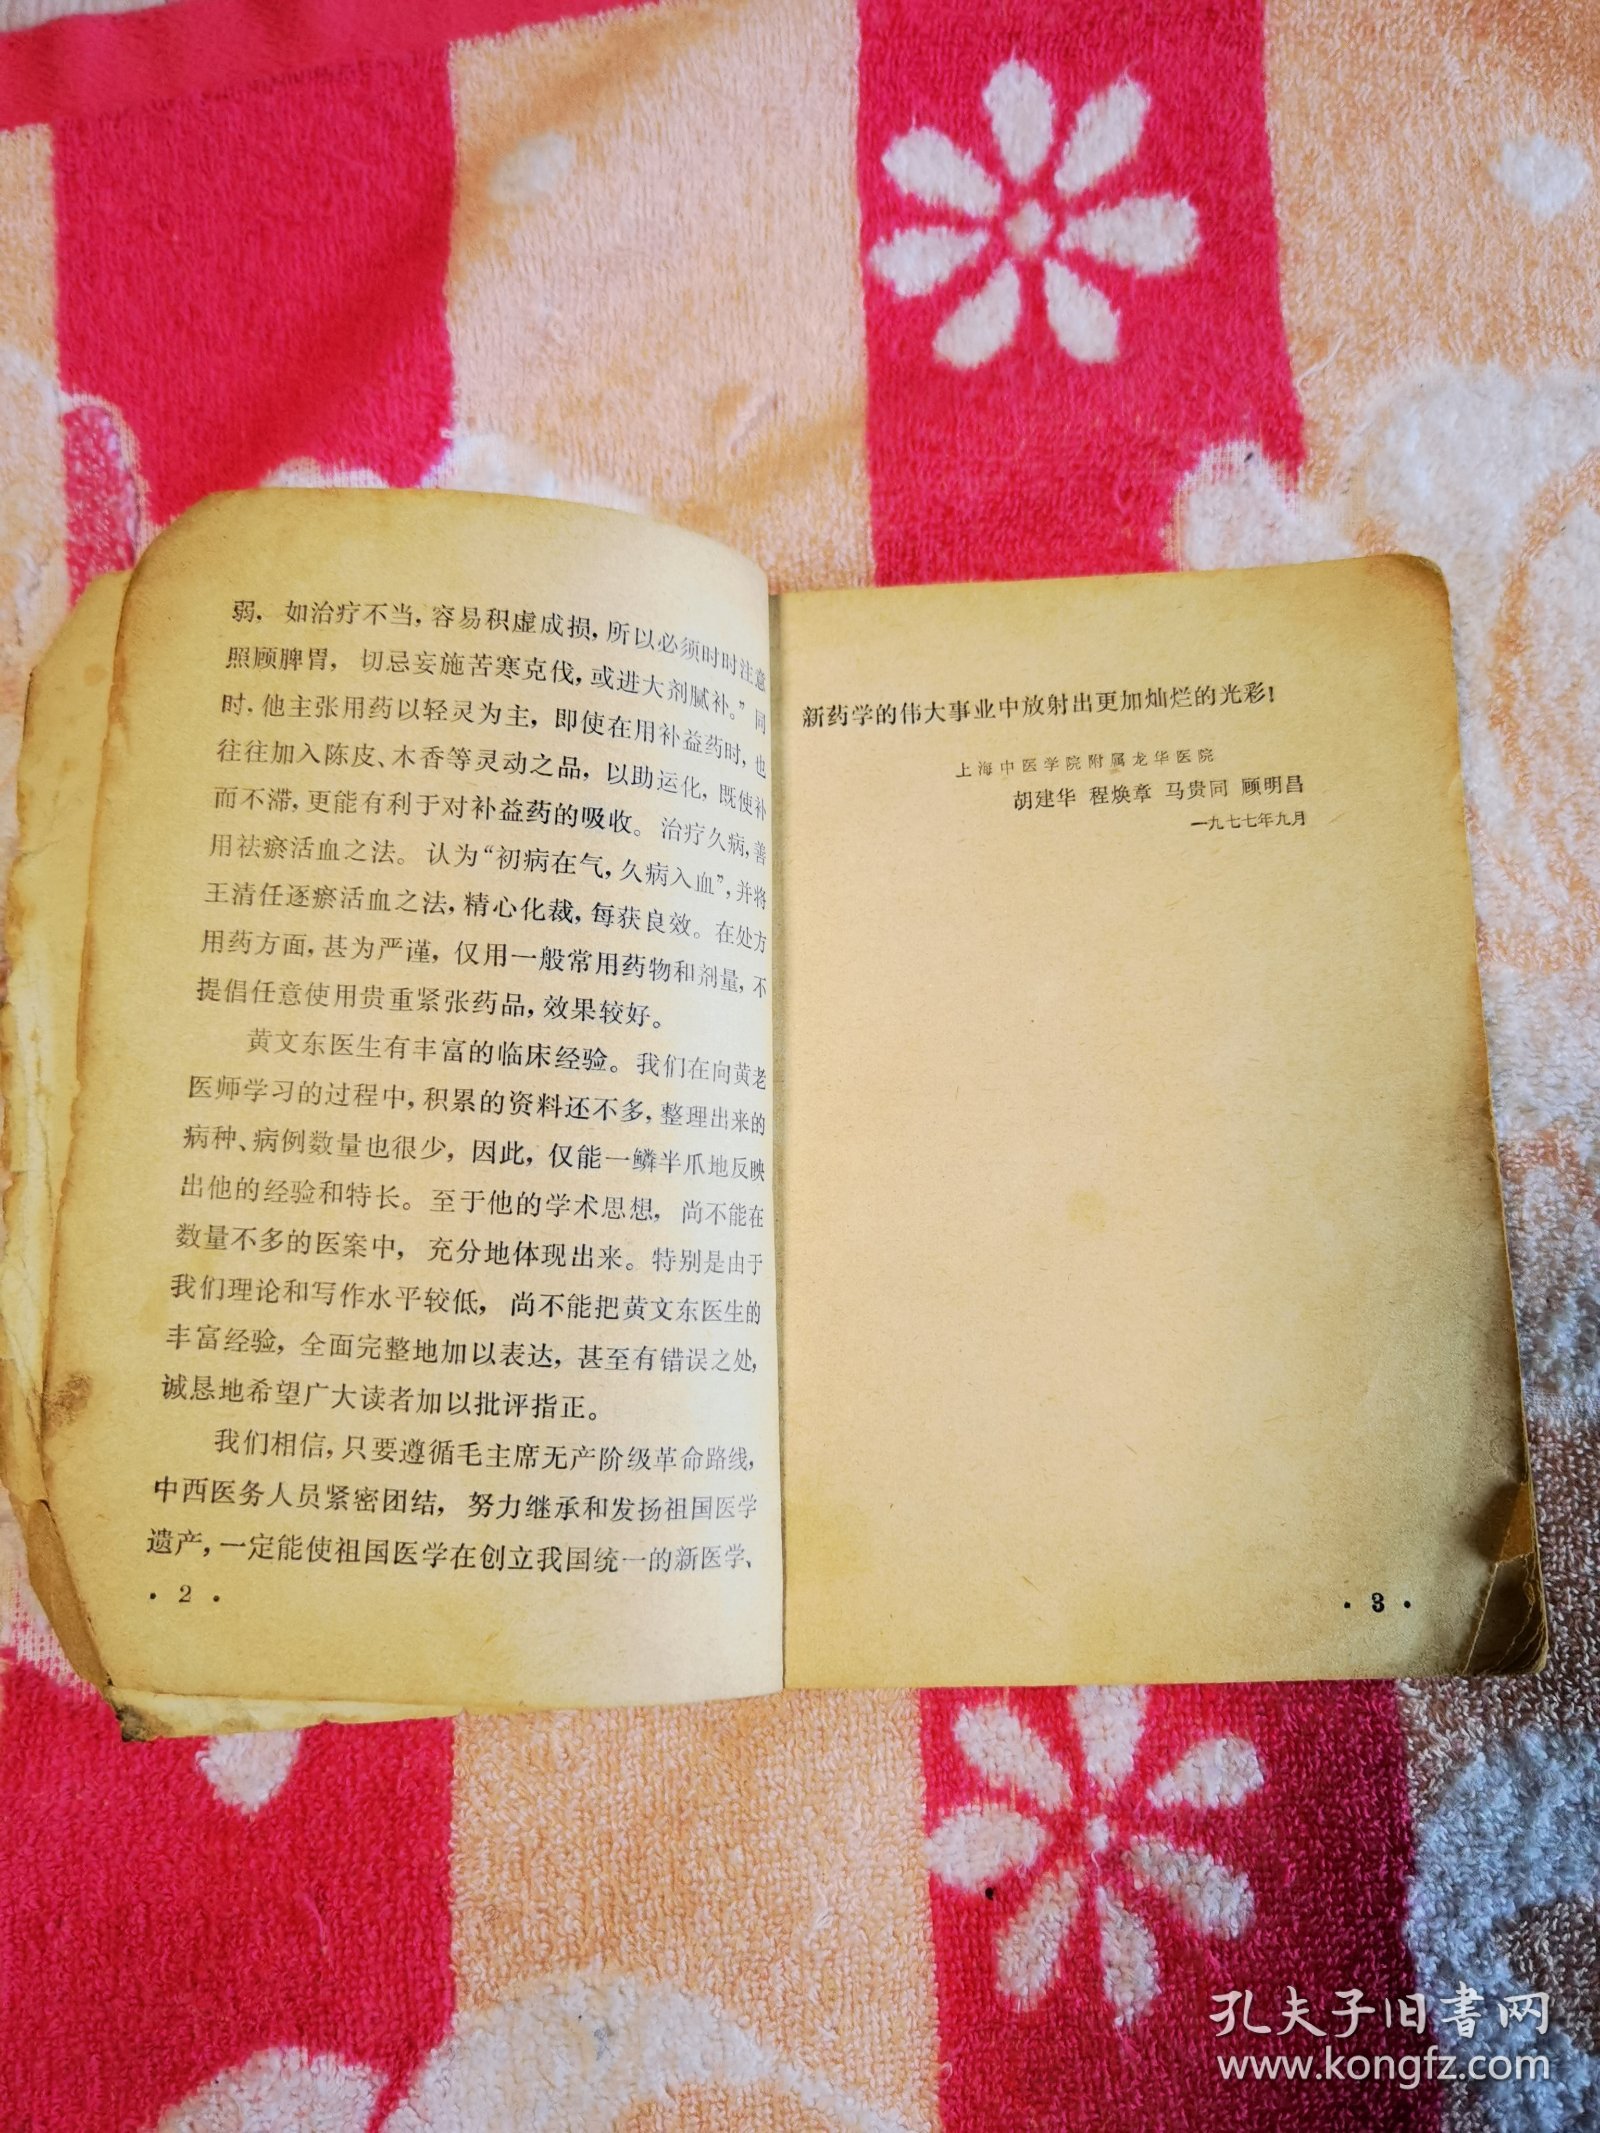 弱，如治疗不当，容易积虚成损，所以必须时时注意
照顾脾胃，切忌妄施苦寒克伐，或进大剂腻补。”同
时，他主张用药以轻灵为主，即使在用补益药时，也
往往加入陈皮、木香等灵动之品，以助运化，既使补
而不滞，更能有利于对补益药的吸收。治疗久病，善
用祛瘀活血之法。认为“初病在气，久病入血”，并将
王清任逐瘀活血之法，精心化裁，每获良效。在处方
用药方面，甚为严谨，仅用一般常用药物和剂量，不
提倡任意使用贵重紧张药品，效果较好。
黄文东医生有丰富的临床经验。我们在向黄老
医师学习的过程中，积累的资料还不多，整理出来的
病种、病例数量也很少，因此，仅能一鳞半爪地反映
出他的经验和特长。至于他的学术思想，尚不能在
数量不多的医案中，充分地体现出来。特别是由于
我们理论和写作水平较低，尚不能把黄文东医生的
丰富经验，全面完整地加以表达，甚至有错误之处，
诚恳地希望广大读者加以批评指正。
我们相信，只要遵循毛主席无产阶级革命路线，
中西医务人员紧密团结，努力继承和发扬祖国医学
遗产，一定能使祖国医学在创立我国统一的新医学、
· 2 ·
新药学的伟大事业中放射出更加灿烂的光彩！
上海中医学院附属龙华医院
胡建华 程焕章 马贵同 顾明昌
一九七七年九月
· 3 ·
孔夫子旧书网
www.kongfz.com